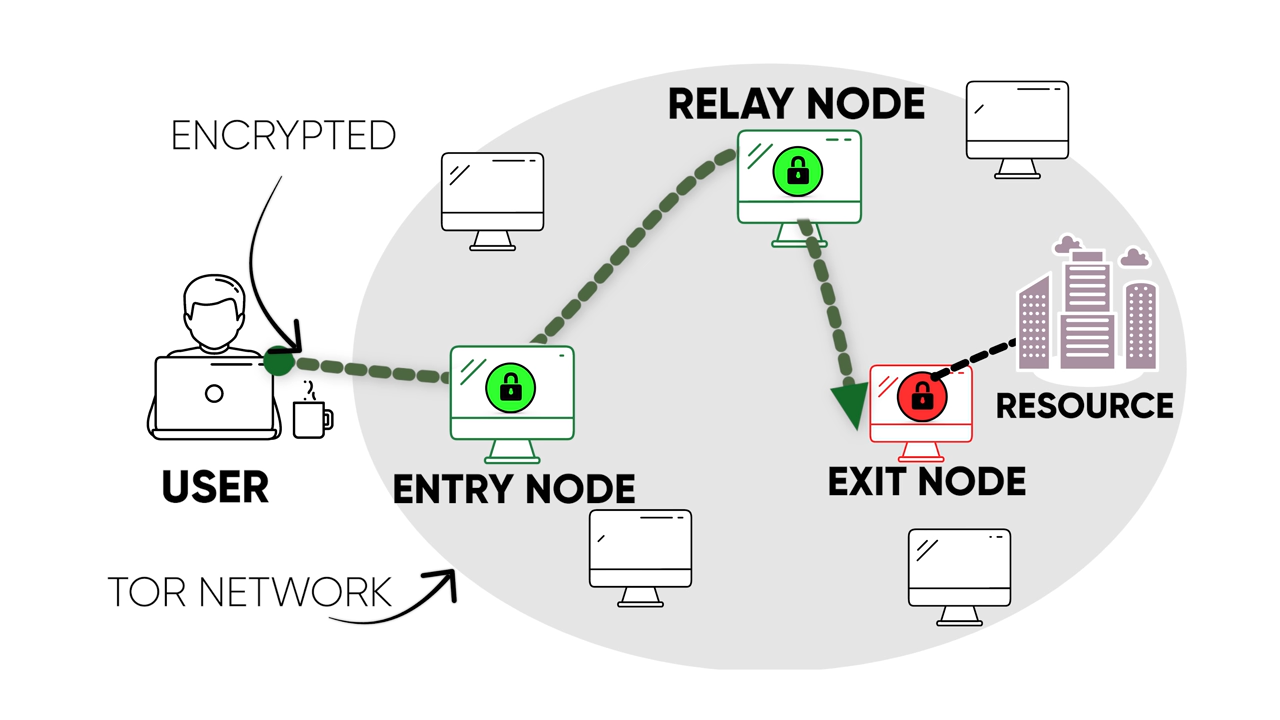 RELAY NODE
ENCRYPTED
RESOURCE
USER
ENTRY NODE
EXIT NODE
TOR NETWORK